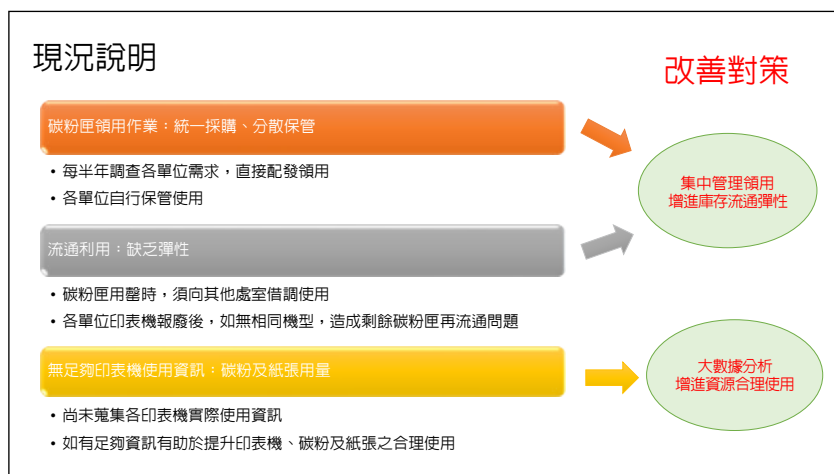 現況說明
改善對策
碳粉匣領用作業：統一採購、分散保管
• 每半年調查各單位需求，直接配發領用
• 各單位自行保管使用
集中管理領用
增進庫存流通彈性
流通利用：缺乏彈性
• 碳粉匣用罄時，須向其他處室借調使用
• 各單位印表機報廢後，如無相同機型，造成剩餘碳粉匣再流通問題
無足夠印表機使用資訊：碳粉及紙張用量
大數據分析
增進資源合理使用
• 尚未蒐集各印表機實際使用資訊
• 如有足夠資訊有助於提升印表機、碳粉及紙張之合理使用